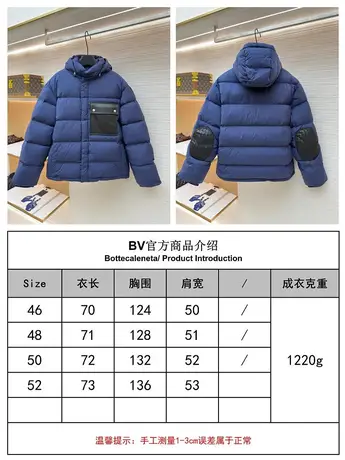 BV官方商品介绍
Bottecaleneta/ Product Introduction
Size 衣长 胸围 肩宽 / 成衣克重
46 70 124 50 /
48 71 128 51 /
50 72 132 52 / 1220g
52 73 136 53
温馨提示：手工测量1-3cm误差属于正常